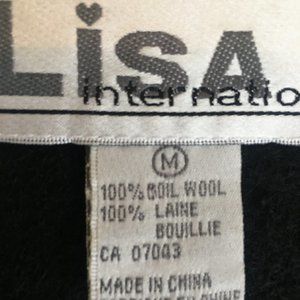 LiSA
internatio
M
100% BOIL WOOL
100% LAINE
BOUILLIE
CA 07043
MADE IN CHINA